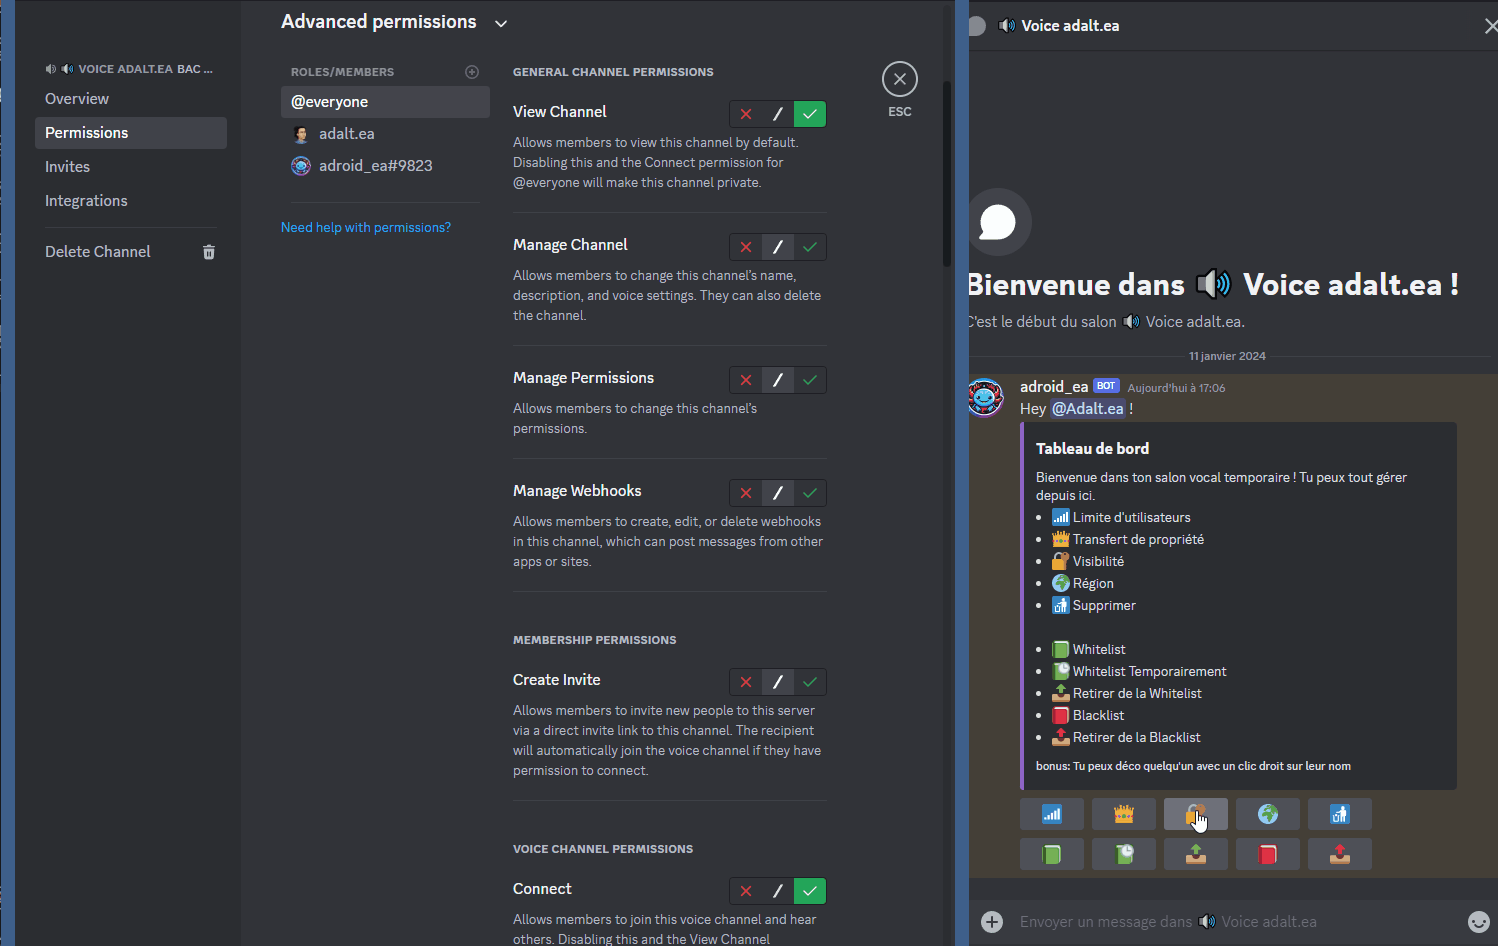 VOICE ADALT.EA BAC ...
Overview
Permissions
Invites
Integrations
Delete Channel
Advanced permissions
ROLES/MEMBERS
@everyone
adalt.ea
adroid_ea#9823
Need help with permissions?
GENERAL CHANNEL PERMISSIONS
View Channel
Allows members to view this channel by default.
Disabling this and the Connect permission for
@everyone will make this channel private.
Manage Channel
Allows members to change this channel's name,
description, and voice settings. They can also delete
the channel.
Manage Permissions
Allows members to change this channel's
permissions.
Manage Webhooks
Allows members to create, edit, or delete webhooks
in this channel, which can post messages from other
apps or sites.
MEMBERSHIP PERMISSIONS
Create Invite
Allows members to invite new people to this server
via a direct invite link to this channel. The recipient
will automatically join the voice channel if they have
permission to connect.
VOICE CHANNEL PERMISSIONS
Connect
Allows members to join this voice channel and hear
others. Disabling this and the View Channel
ESC
Voice adalt.ea
Bienvenue dans 🔊 Voice adalt.ea !
C'est le début du salon 🔊 Voice adalt.ea.
11 janvier 2024
adroid_ea BOT Aujourd'hui à 17:06
Hey @Adalt.ea !
Tableau de bord
Bienvenue dans ton salon vocal temporaire ! Tu peux tout gérer
depuis ici.
• Limite d'utilisateurs
• Transfert de propriété
• Visibilité
• Région
• Supprimer
• Whitelist
• Whitelist Temporairement
• Retirer de la Whitelist
• Blacklist
• Retirer de la Blacklist
bonus: Tu peux déco quelqu'un avec un clic droit sur leur nom
Envoyer un message dans 🔊 Voice adalt.ea